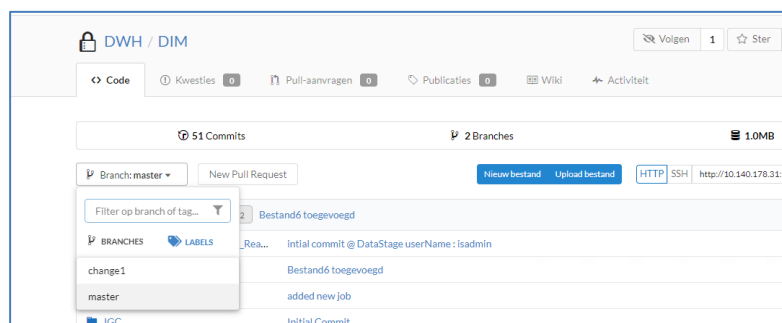 DWH / DIM
Volgen 1 Ster
Code Kwesties 0 Pull-aanvragen 0 Publicaties 0 Wiki Activiteit
51 Commits 2 Branches 1.0MB
Branch: master New Pull Request Nieuw bestand Upload bestand HTTP SSH http://10.140.178.31:
Filter op branch of tag... 2 Bestand6 toegevoegd
BRANCHES LABELS _Rea... intial commit @ DataStage userName : isadmin
change1 Bestand6 toegevoegd
master added new job
IGC Initial Commit